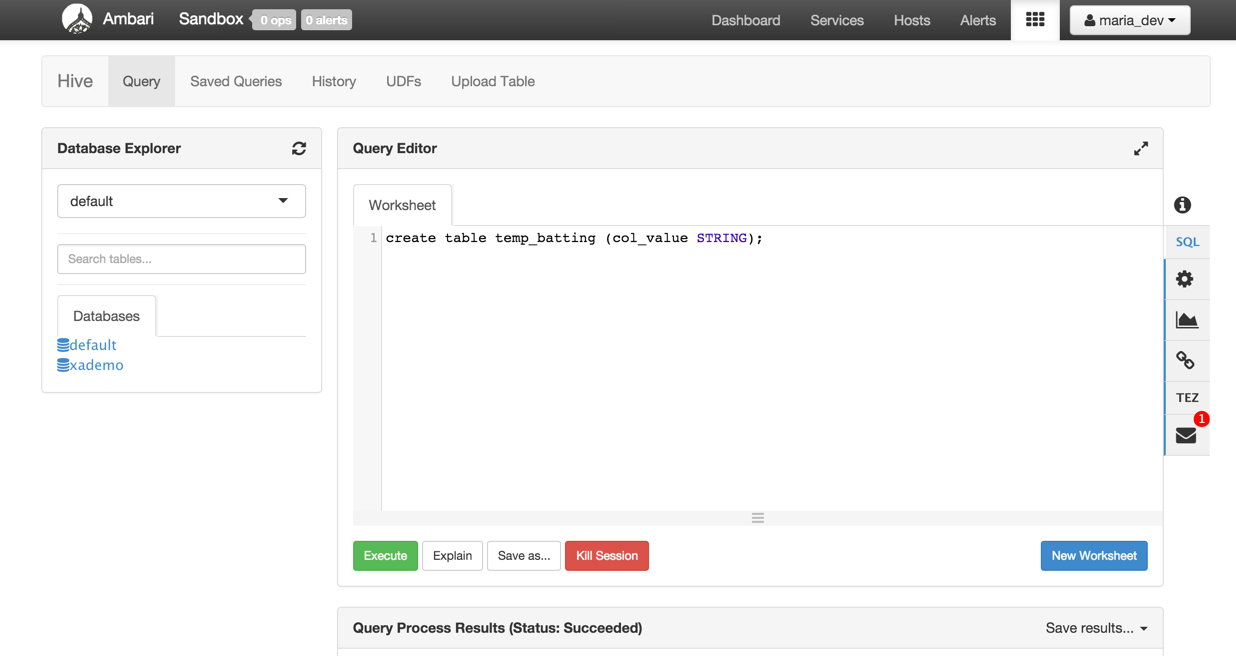 Ambari Sandbox 0 ops 0 alerts Dashboard Services Hosts Alerts maria_dev
Hive Query Saved Queries History UDFs Upload Table
Database Explorer
default
Search tables...
Databases
default
xademo
Query Editor
Worksheet
1 create table temp_batting (col_value STRING);
SQL
TEZ
1
Execute Explain Save as... Kill Session New Worksheet
Query Process Results (Status: Succeeded) Save results...